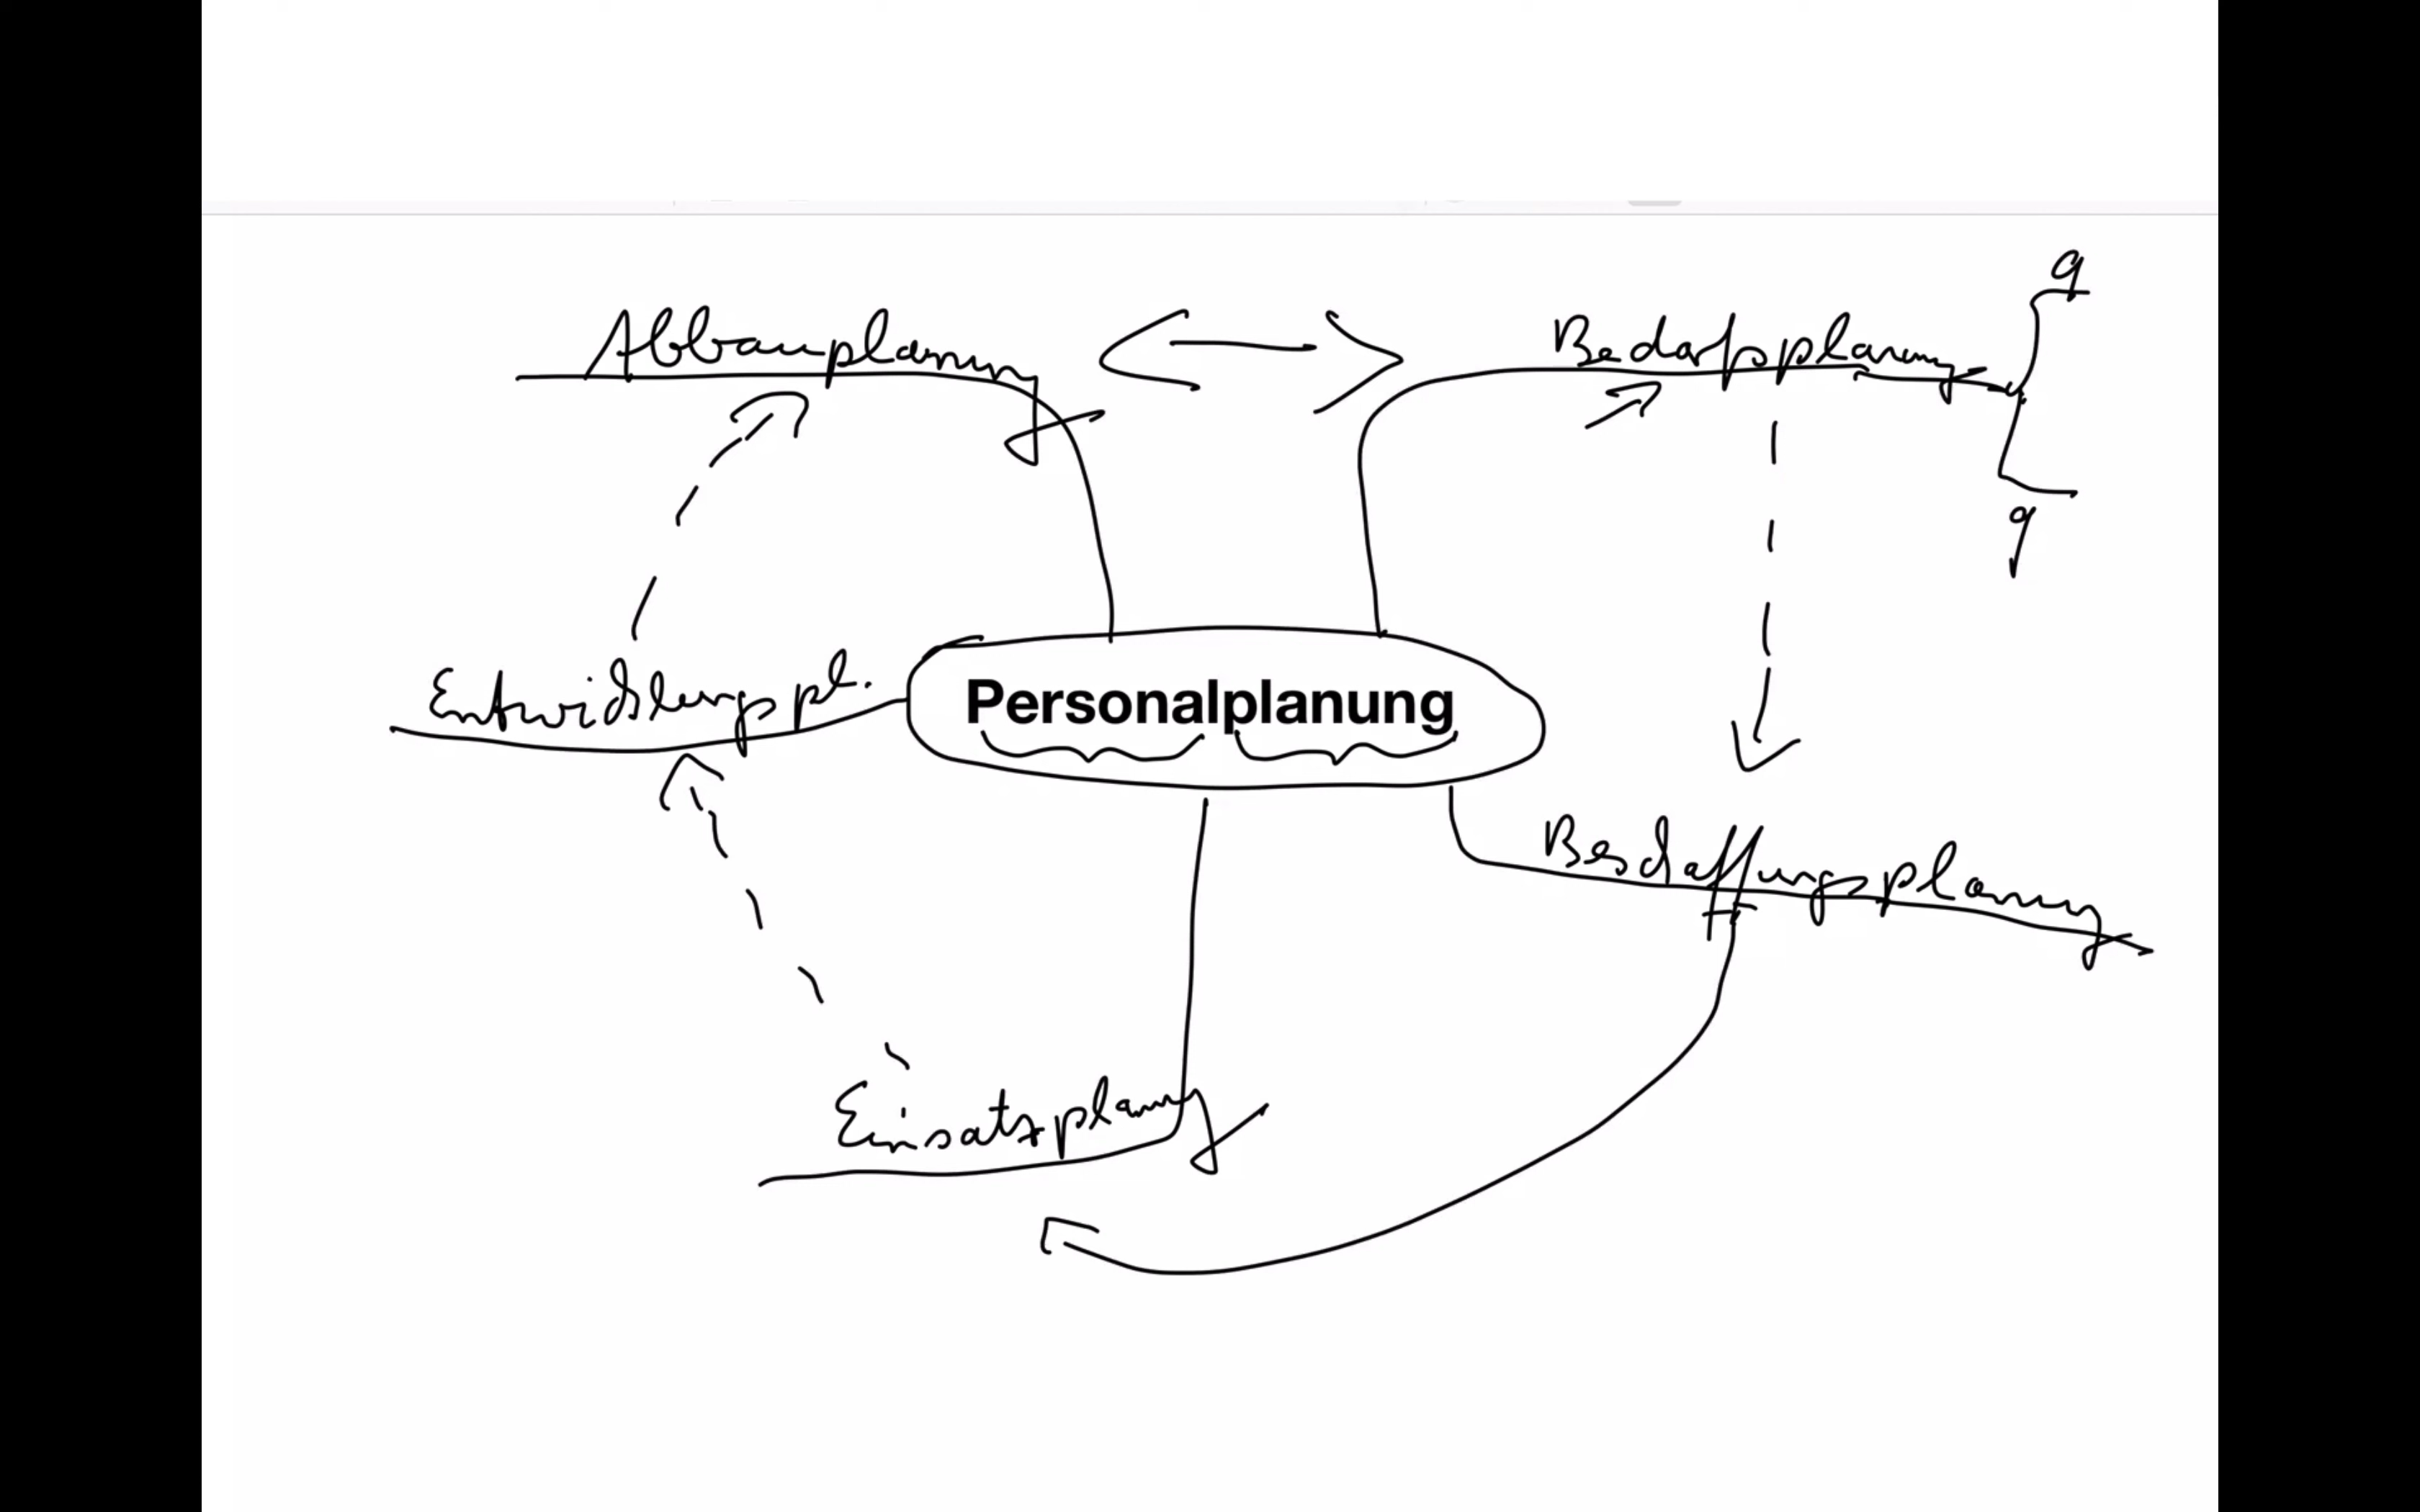 Abbauplanung
Bedarfsplanung
q
q
Entwicklungspl.
Personalplanung
Beschaffungsplanung
Einsatzplanung